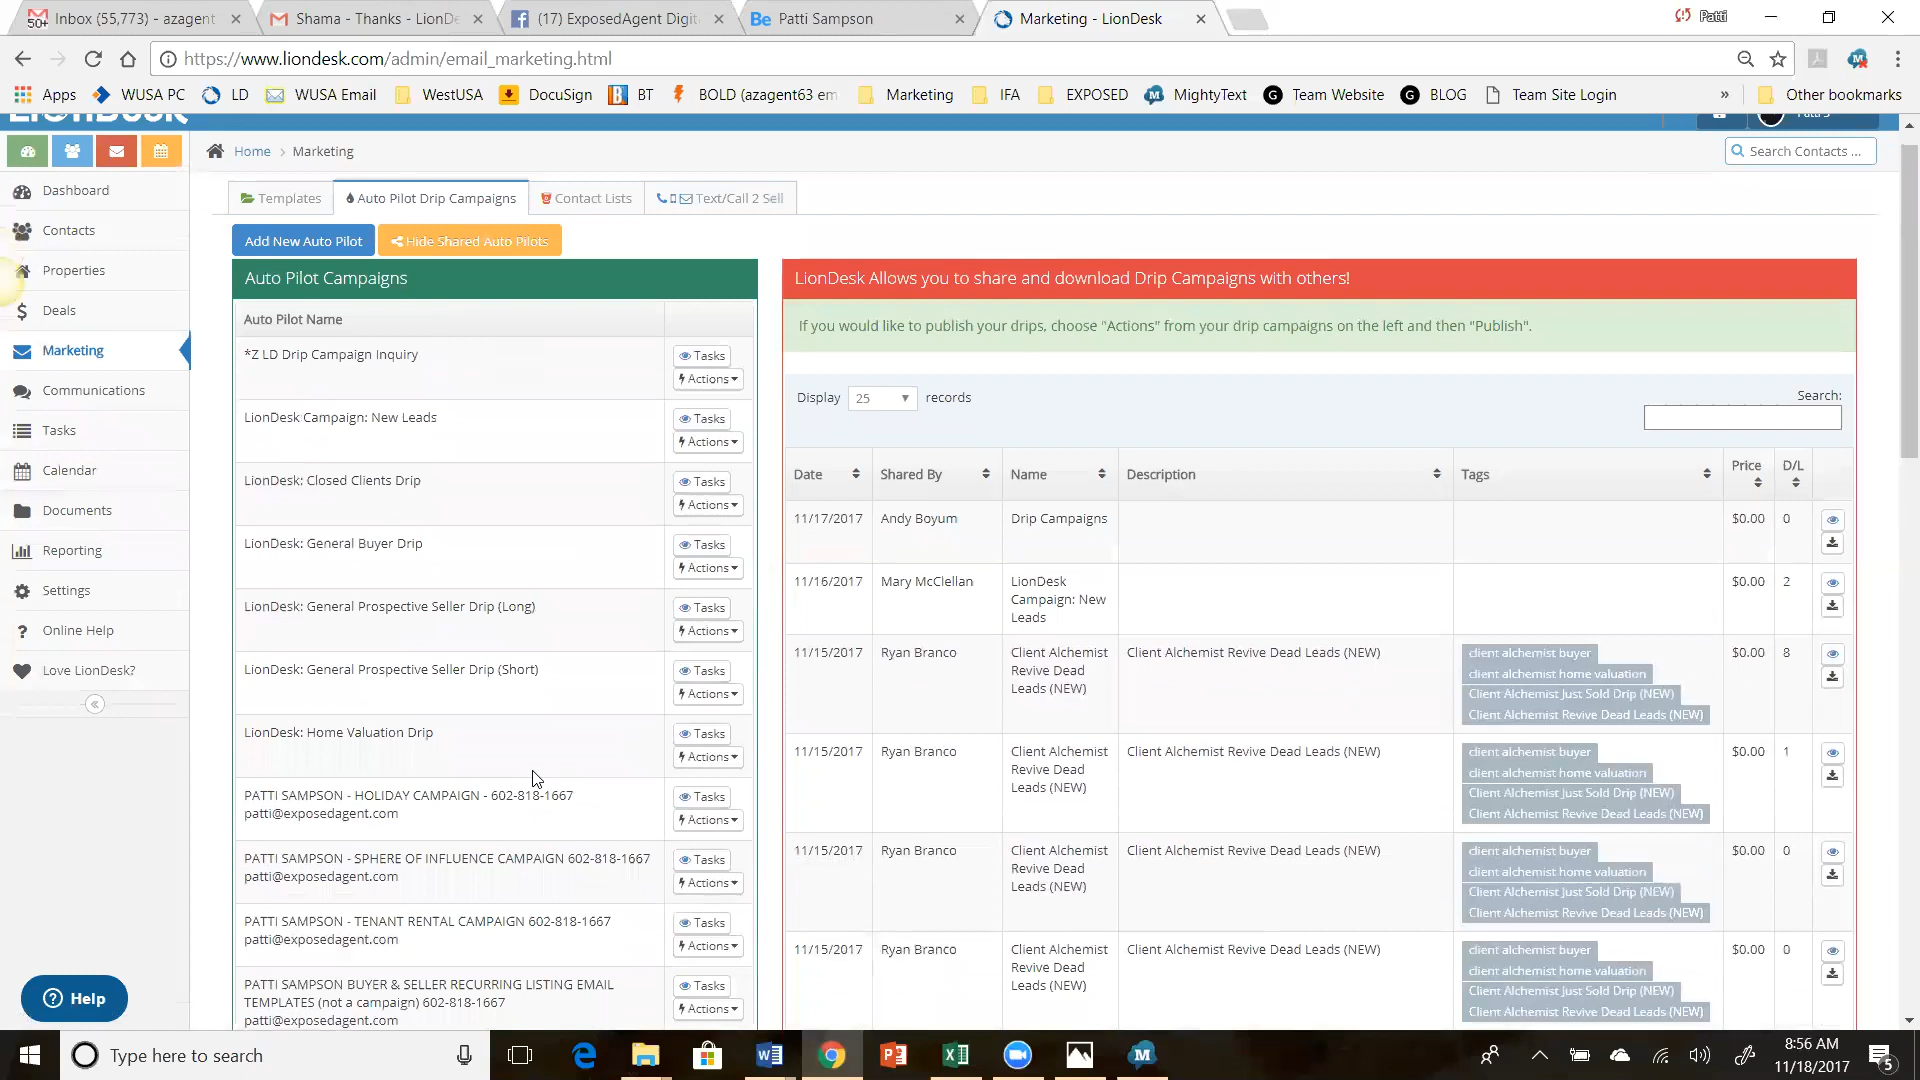 Inbox (55,773) - azagent
Shama - Thanks - LionDe
(17) ExposedAgent Digit
Patti Sampson
Marketing - LionDesk
Patti
https://www.liondesk.com/admin/email_marketing.html
Apps
WUSA PC
LD
WUSA Email
WestUSA
DocuSign
BT
BOLD (azagent63 em
Marketing
IFA
EXPOSED
MightyText
Team Website
BLOG
Team Site Login
»
Other bookmarks
LionDesk
Home > Marketing
Search Contacts ...
Dashboard
Contacts
Properties
Deals
Marketing
Communications
Tasks
Calendar
Documents
Reporting
Settings
Online Help
Love LionDesk?
Help
Templates
Auto Pilot Drip Campaigns
Contact Lists
Text/Call 2 Sell
Add New Auto Pilot
Hide Shared Auto Pilots
Auto Pilot Campaigns
Auto Pilot Name
*Z LD Drip Campaign Inquiry
Tasks
Actions
LionDesk Campaign: New Leads
Tasks
Actions
LionDesk: Closed Clients Drip
Tasks
Actions
LionDesk: General Buyer Drip
Tasks
Actions
LionDesk: General Prospective Seller Drip (Long)
Tasks
Actions
LionDesk: General Prospective Seller Drip (Short)
Tasks
Actions
LionDesk: Home Valuation Drip
Tasks
Actions
PATTI SAMPSON - HOLIDAY CAMPAIGN - 602-818-1667
patti@exposedagent.com
Tasks
Actions
PATTI SAMPSON - SPHERE OF INFLUENCE CAMPAIGN 602-818-1667
patti@exposedagent.com
Tasks
Actions
PATTI SAMPSON - TENANT RENTAL CAMPAIGN 602-818-1667
patti@exposedagent.com
Tasks
Actions
PATTI SAMPSON BUYER & SELLER RECURRING LISTING EMAIL
TEMPLATES (not a campaign) 602-818-1667
patti@exposedagent.com
Tasks
Actions
LionDesk Allows you to share and download Drip Campaigns with others!
If you would like to publish your drips, choose "Actions" from your drip campaigns on the left and then "Publish".
Display 25 records
Search:
Date
Shared By
Name
Description
Tags
Price
D/L
11/17/2017
Andy Boyum
Drip Campaigns
$0.00
0
11/16/2017
Mary McClellan
LionDesk
Campaign: New
Leads
$0.00
2
11/15/2017
Ryan Branco
Client Alchemist
Revive Dead
Leads (NEW)
Client Alchemist Revive Dead Leads (NEW)
client alchemist buyer
client alchemist home valuation
Client Alchemist Just Sold Drip (NEW)
Client Alchemist Revive Dead Leads (NEW)
$0.00
8
11/15/2017
Ryan Branco
Client Alchemist
Revive Dead
Leads (NEW)
Client Alchemist Revive Dead Leads (NEW)
client alchemist buyer
client alchemist home valuation
Client Alchemist Just Sold Drip (NEW)
Client Alchemist Revive Dead Leads (NEW)
$0.00
1
11/15/2017
Ryan Branco
Client Alchemist
Revive Dead
Leads (NEW)
Client Alchemist Revive Dead Leads (NEW)
client alchemist buyer
client alchemist home valuation
Client Alchemist Just Sold Drip (NEW)
Client Alchemist Revive Dead Leads (NEW)
$0.00
0
11/15/2017
Ryan Branco
Client Alchemist
Revive Dead
Leads (NEW)
Client Alchemist Revive Dead Leads (NEW)
client alchemist buyer
client alchemist home valuation
Client Alchemist Just Sold Drip (NEW)
Client Alchemist Revive Dead Leads (NEW)
$0.00
0
Type here to search
8:56 AM
11/18/2017
5